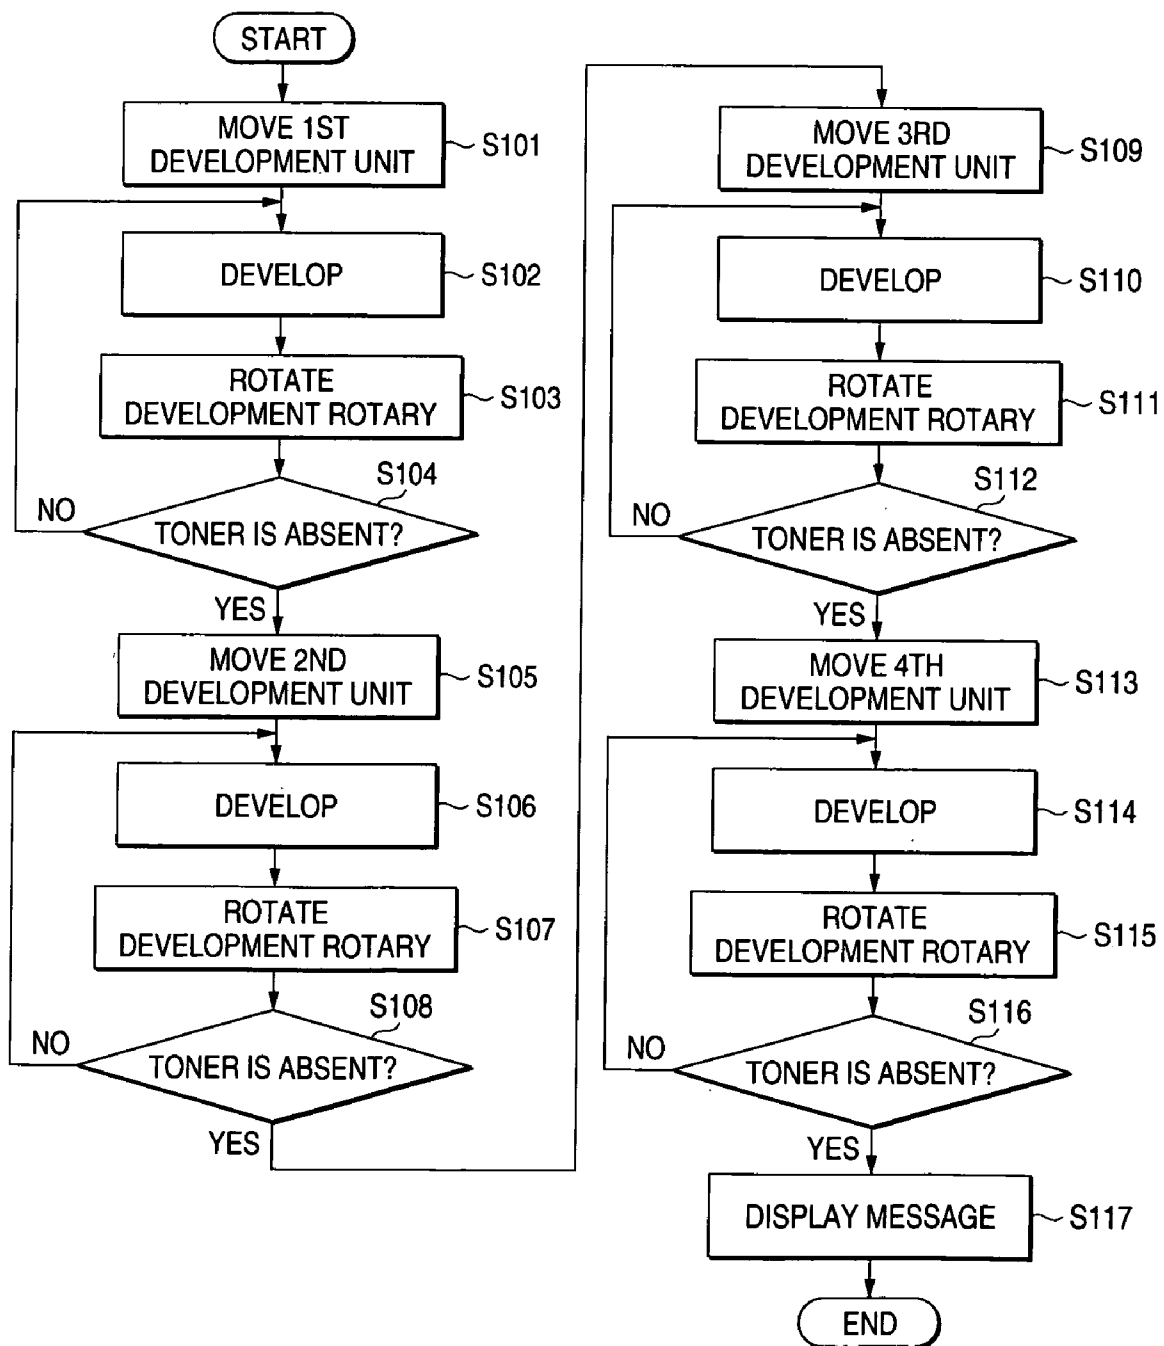 START
MOVE 1ST
DEVELOPMENT UNIT
S101
DEVELOP
S102
ROTATE
DEVELOPMENT ROTARY
S103
S104
NO
TONER IS ABSENT?
YES
MOVE 2ND
DEVELOPMENT UNIT
S105
DEVELOP
S106
ROTATE
DEVELOPMENT ROTARY
S107
S108
NO
TONER IS ABSENT?
YES
MOVE 3RD
DEVELOPMENT UNIT
S109
DEVELOP
S110
ROTATE
DEVELOPMENT ROTARY
S111
S112
NO
TONER IS ABSENT?
YES
MOVE 4TH
DEVELOPMENT UNIT
S113
DEVELOP
S114
ROTATE
DEVELOPMENT ROTARY
S115
S116
NO
TONER IS ABSENT?
YES
DISPLAY MESSAGE
S117
END